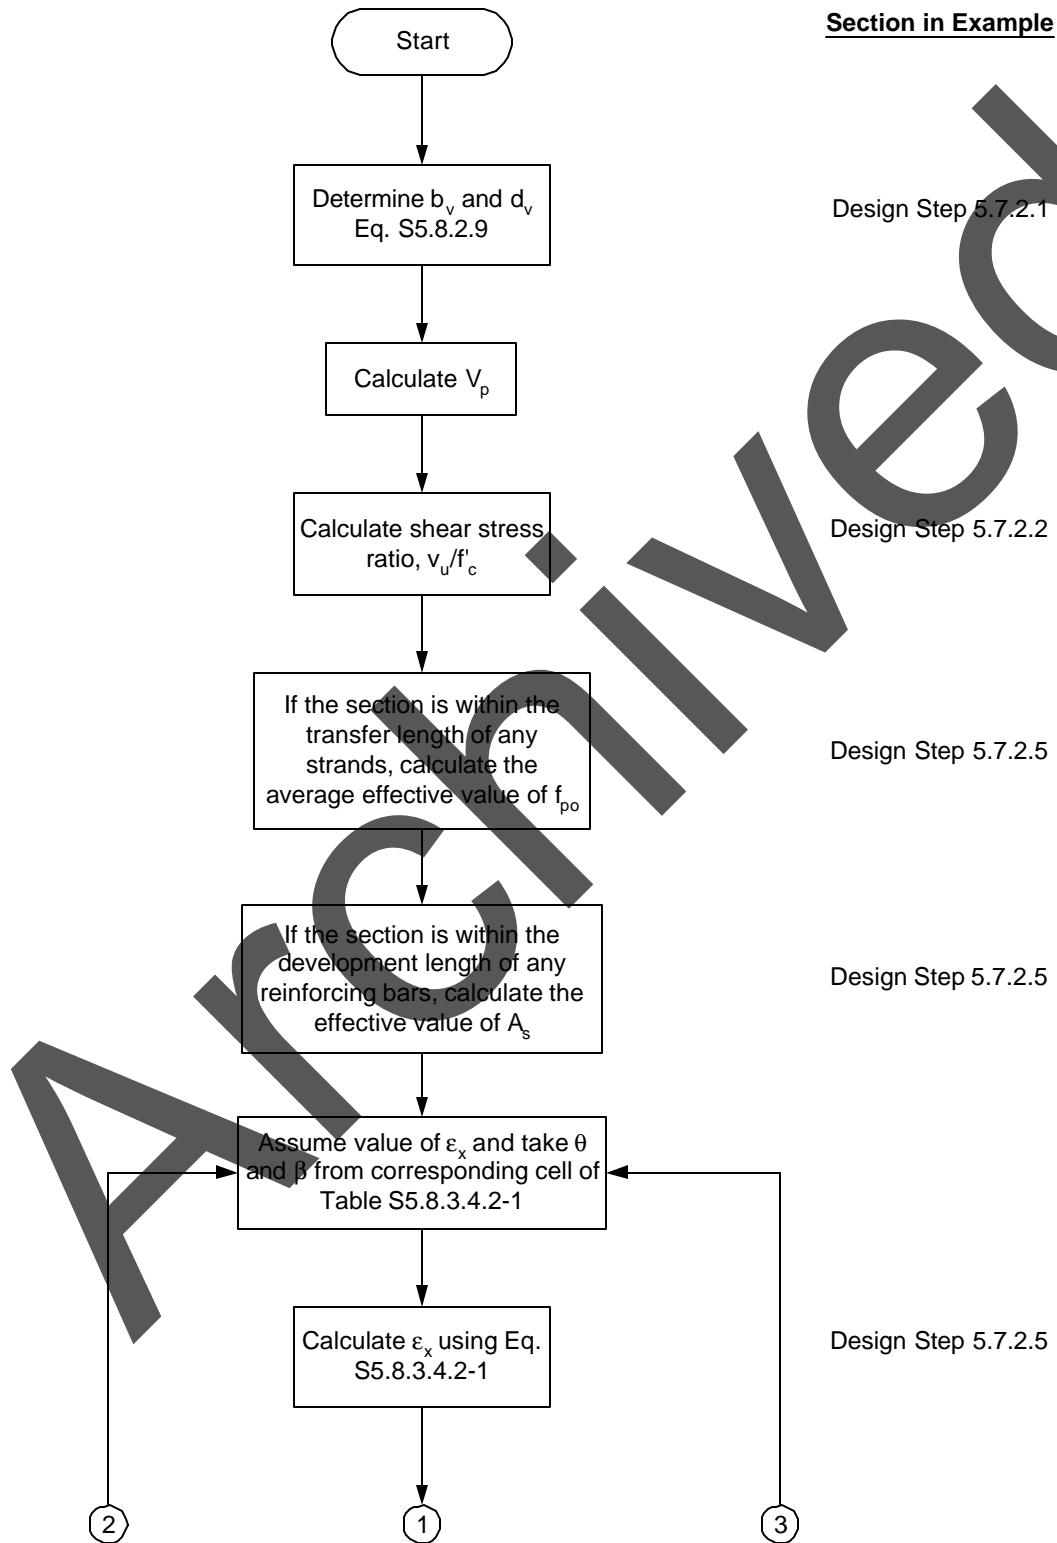 Section in Example
Start
Determine b_v and d_v
Eq. S5.8.2.9
Design Step 5.7.2.1
Calculate V_p
Calculate shear stress
ratio, v_u/f'_c
Design Step 5.7.2.2
If the section is within the
transfer length of any
strands, calculate the
average effective value of f_po
Design Step 5.7.2.5
If the section is within the
development length of any
reinforcing bars, calculate the
effective value of A_s
Design Step 5.7.2.5
Assume value of ε_x and take θ
and β from corresponding cell of
Table S5.8.3.4.2-1
Calculate ε_x using Eq.
S5.8.3.4.2-1
Design Step 5.7.2.5
2
1
3
Archived